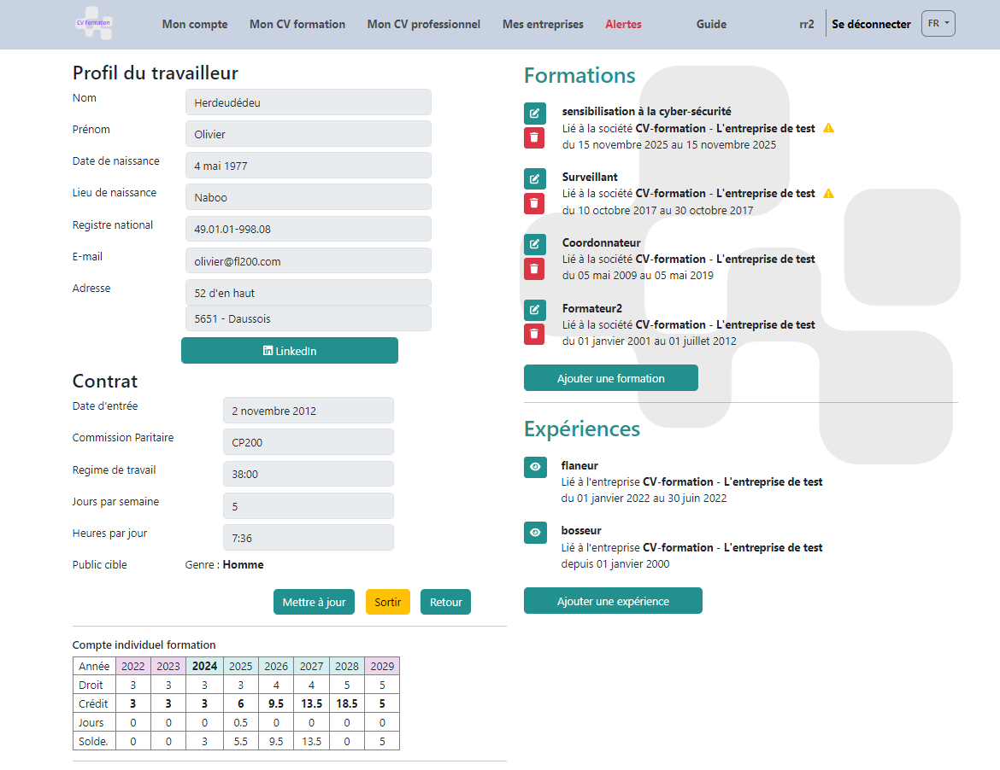 CV Formation
Mon compte Mon CV formation Mon CV professionnel Mes entreprises Alertes Guide rr2 Se déconnecter FR
Profil du travailleur
Nom Herdeudédeu
Prénom Olivier
Date de naissance 4 mai 1977
Lieu de naissance Naboo
Registre national 49.01.01-998.08
E-mail olivier@fl200.com
Adresse 52 d'en haut
5651 - Daussois
LinkedIn
Contrat
Date d'entrée 2 novembre 2012
Commission Paritaire CP200
Regime de travail 38:00
Jours par semaine 5
Heures par jour 7:36
Public cible Genre : Homme
Mettre à jour Sortir Retour
Compte individuel formation
Année 2022 2023 2024 2025 2026 2027 2028 2029
Droit 3 3 3 3 4 4 5 5
Crédit 3 3 3 6 9.5 13.5 18.5 5
Jours 0 0 0 0.5 0 0 0 0
Solde. 0 0 3 5.5 9.5 13.5 0 5
Formations
sensibilisation à la cyber-sécurité
Lié à la société CV-formation - L'entreprise de test
du 15 novembre 2025 au 15 novembre 2025
Surveillant
Lié à la société CV-formation - L'entreprise de test
du 10 octobre 2017 au 30 octobre 2017
Coordonnateur
Lié à la société CV-formation - L'entreprise de test
du 05 mai 2009 au 05 mai 2019
Formateur2
Lié à la société CV-formation - L'entreprise de test
du 01 janvier 2001 au 01 juillet 2012
Ajouter une formation
Expériences
flaneur
Lié à l'entreprise CV-formation - L'entreprise de test
du 01 janvier 2022 au 30 juin 2022
bosseur
Lié à l'entreprise CV-formation - L'entreprise de test
depuis 01 janvier 2000
Ajouter une expérience